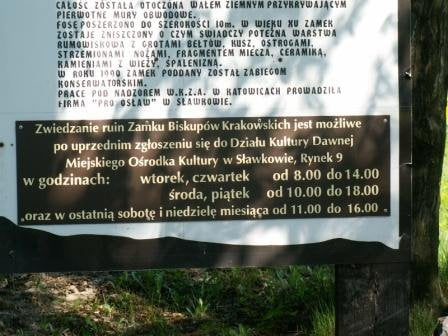 CAŁOŚĆ ZOSTAŁA OTOCZONA WAŁEM ZIEMNYM PRZYKRYWAJĄCYM
PIERWOTNE MURY OBWODOWE.
FOSĘ POSZERZONO DO SZEROKOŚCI 10m. W WIEKU XV ZAMEK
ZOSTAJE ZNISZCZONY O CZYM ŚWIADCZY POTĘŻNA WARSTWA
RUMOWISKOWA Z GROTAMI BEŁTÓW, KUSZ, OSTROGAMI,
STRZEMIONAMI NOŻAMI, FRAGMENTEM MIECZA, CERAMIKĄ,
KAMIENIAMI Z WIEŻY, SPALENIZNĄ.
W ROKU 1990 ZAMEK PODDANY ZOSTAŁ ZABIEGOM
KONSERWATORSKIM.
PRACE POD NADZOREM W.K.Z.A. W KATOWICACH PROWADZIŁA
FIRMA "PRO OSŁAW" W SŁAWKOWIE.
Zwiedzanie ruin Zamku Biskupów Krakowskich jest możliwe
po uprzednim zgłoszeniu się do Działu Kultury Dawnej
Miejskiego Ośrodka Kultury w Sławkowie, Rynek 9
w godzinach: wtorek, czwartek od 8.00 do 14.00
środa, piątek od 10.00 do 18.00
oraz w ostatnią sobotę i niedzielę miesiąca od 11.00 do 16.00